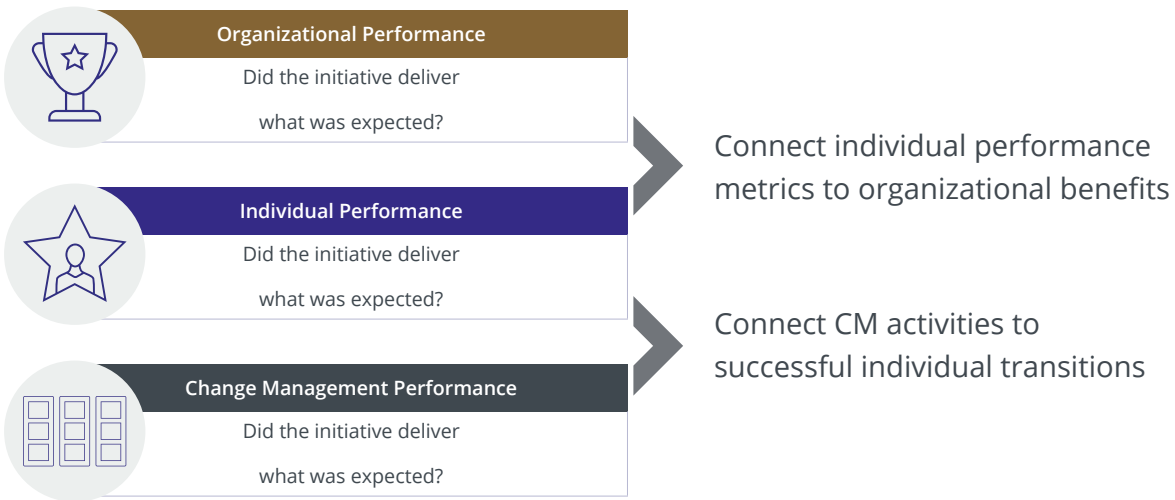 Organizational Performance
Did the initiative deliver
what was expected?
Individual Performance
Did the initiative deliver
what was expected?
Change Management Performance
Did the initiative deliver
what was expected?
Connect individual performance
metrics to organizational benefits
Connect CM activities to
successful individual transitions